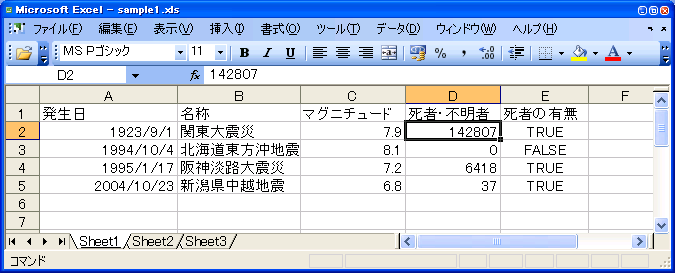 Microsoft Excel - sample1.xls
ファイル(F) 編集(E) 表示(V) 挿入(I) 書式(O) ツール(T) データ(D) ウィンドウ(W) ヘルプ(H)
MS Pゴシック 11 B I U
D2 fx 142807
A B C D E F
1 発生日 名称 マグニチュード 死者・不明者 死者の有無
2 1923/9/1 関東大震災 7.9 142807 TRUE
3 1994/10/4 北海道東方沖地震 8.1 0 FALSE
4 1995/1/17 阪神淡路大震災 7.2 6418 TRUE
5 2004/10/23 新潟県中越地震 6.8 37 TRUE
6
7
Sheet1 Sheet2 Sheet3
コマンド